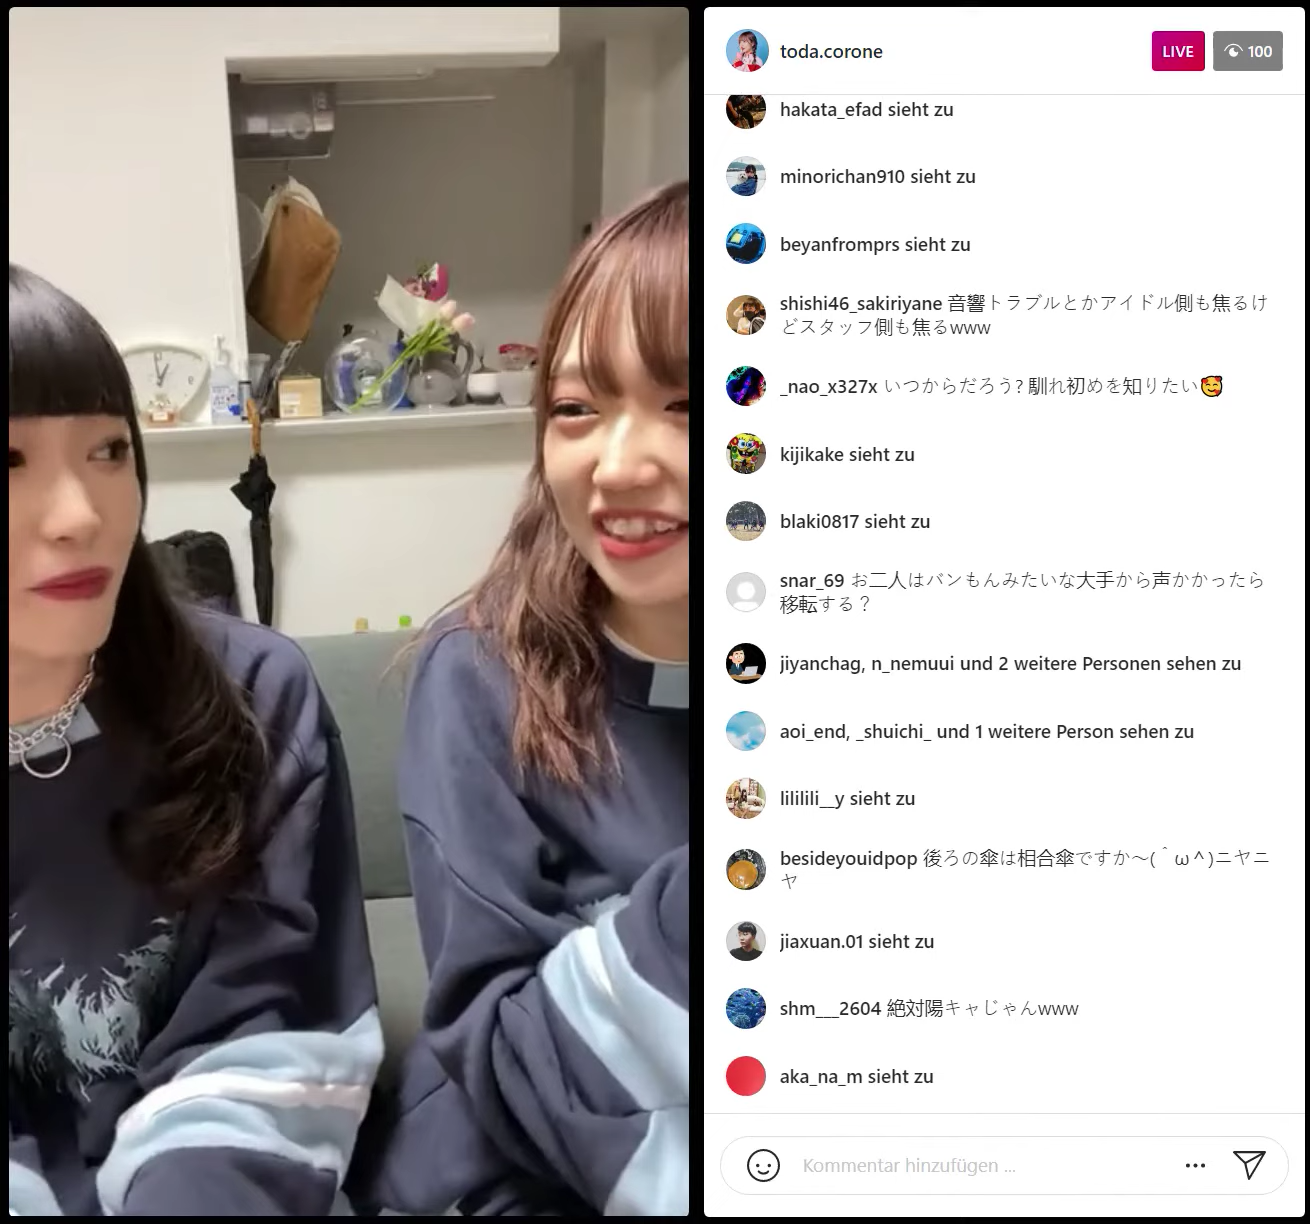 toda.corone
LIVE
100
hakata_efad sieht zu
minorichan910 sieht zu
beyanfromprs sieht zu
shishi46_sakiriyane 音響トラブルとかアイドル側も焦るけ
どスタッフ側も焦るwww
_nao_x327x いつからだろう? 馴れ初めを知りたい🥰
kijikake sieht zu
blaki0817 sieht zu
snar_69 お二人はバンもんみたいな大手から声かかったら
移転する？
jiyanchag, n_nemuui und 2 weitere Personen sehen zu
aoi_end, _shuichi_ und 1 weitere Person sehen zu
lilililli__y sieht zu
besideyouidpop 後ろの傘は相合傘ですか〜(＾ω^)ニヤニ
ヤ
jiaxuan.01 sieht zu
shm___2604 絶対陽キャじゃんwww
aka_na_m sieht zu
Kommentar hinzufügen ...